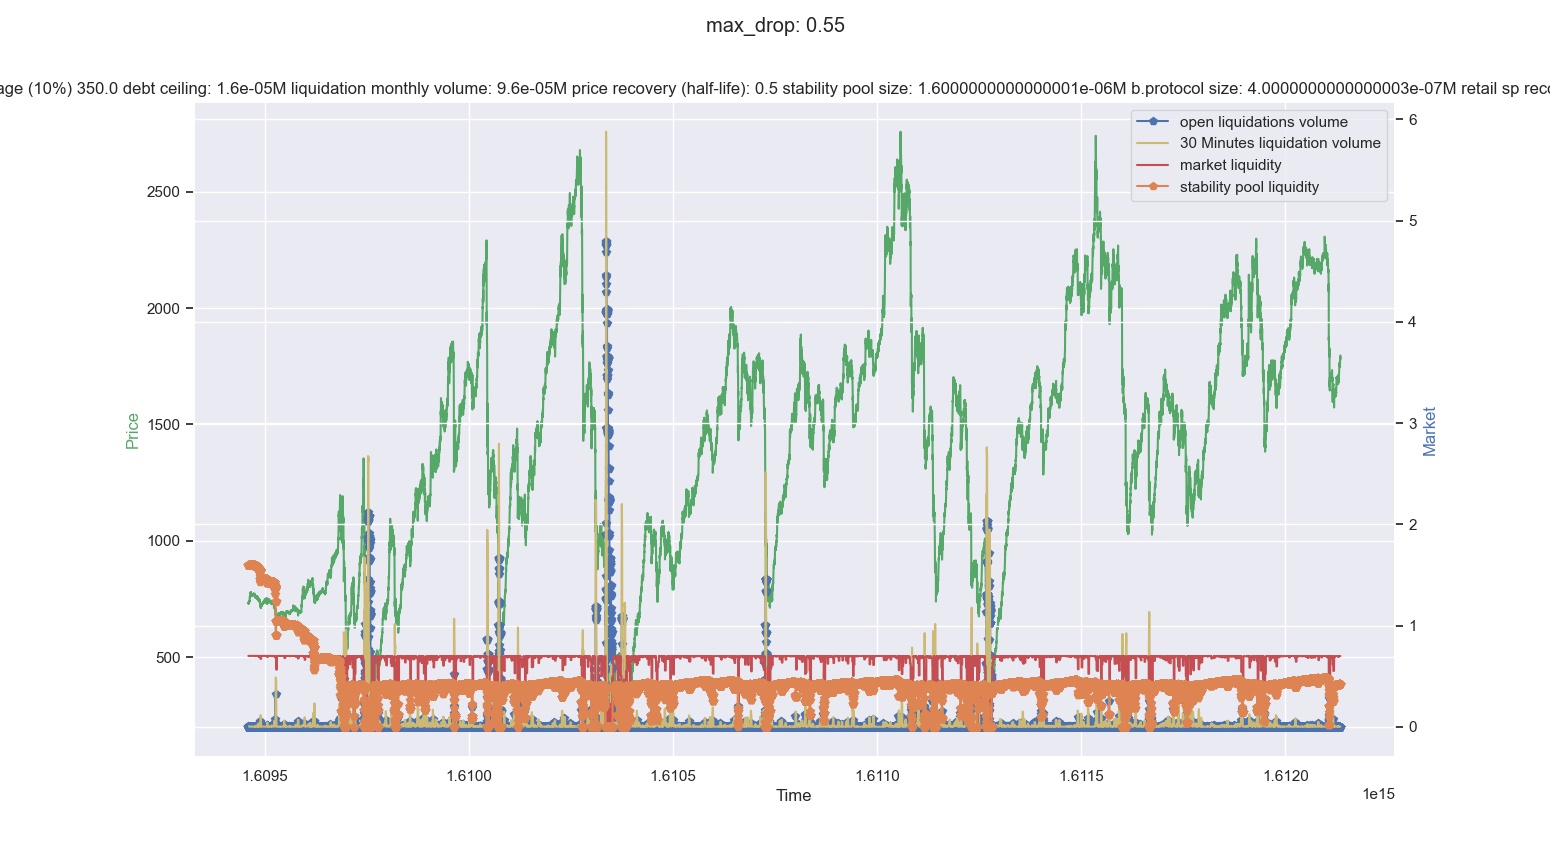 max_drop: 0.55
age (10%) 350.0 debt ceiling: 1.6e-05M liquidation monthly volume: 9.6e-05M price recovery (half-life): 0.5 stability pool size: 1.6000000000000001e-06M b.protocol size: 4.0000000000000003e-07M retail sp reco
open liquidations volume
30 Minutes liquidation volume
market liquidity
stability pool liquidity
2500
2000
1500
1000
500
Price
6
5
4
3
2
1
0
Market
1.6095
1.6100
1.6105
1.6110
1.6115
1.6120
1e15
Time